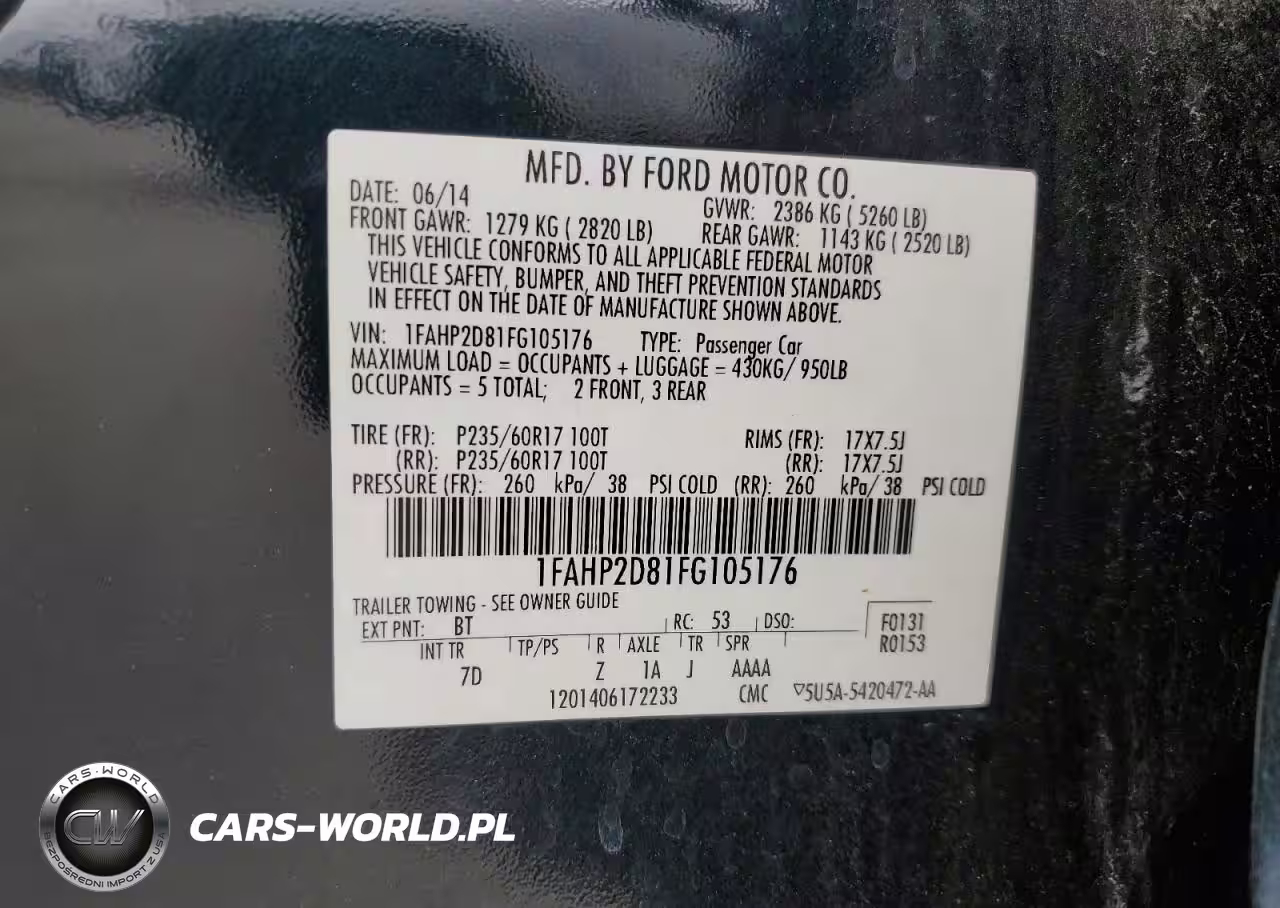 MFD. BY FORD MOTOR CO.
DATE: 06/14 GVWR: 2386 KG ( 5260 LB)
FRONT GAWR: 1279 KG ( 2820 LB) REAR GAWR: 1143 KG ( 2520 LB)
THIS VEHICLE CONFORMS TO ALL APPLICABLE FEDERAL MOTOR
VEHICLE SAFETY, BUMPER, AND THEFT PREVENTION STANDARDS
IN EFFECT ON THE DATE OF MANUFACTURE SHOWN ABOVE.
VIN: 1FAHP2D81FG105176 TYPE: Passenger Car
MAXIMUM LOAD = OCCUPANTS + LUGGAGE = 430KG/ 950LB
OCCUPANTS = 5 TOTAL; 2 FRONT, 3 REAR
TIRE (FR): P235/60R17 100T RIMS (FR): 17X7.5J
(RR): P235/60R17 100T (RR): 17X7.5J
PRESSURE (FR): 260 kPa/ 38 PSI COLD (RR): 260 kPa/ 38 PSI COLD
1FAHP2D81FG105176
TRAILER TOWING - SEE OWNER GUIDE
EXT PNT: BT RC: 53 DSO: F0131
INT TR TP/PS R AXLE TR SPR R0153
7D Z 1A J AAAA
1201406172233 CMC ▽5U5A-5420472-AA
CARS-WORLD
CW
BEZPOŚREDNI IMPORT Z USA
CARS-WORLD.PL